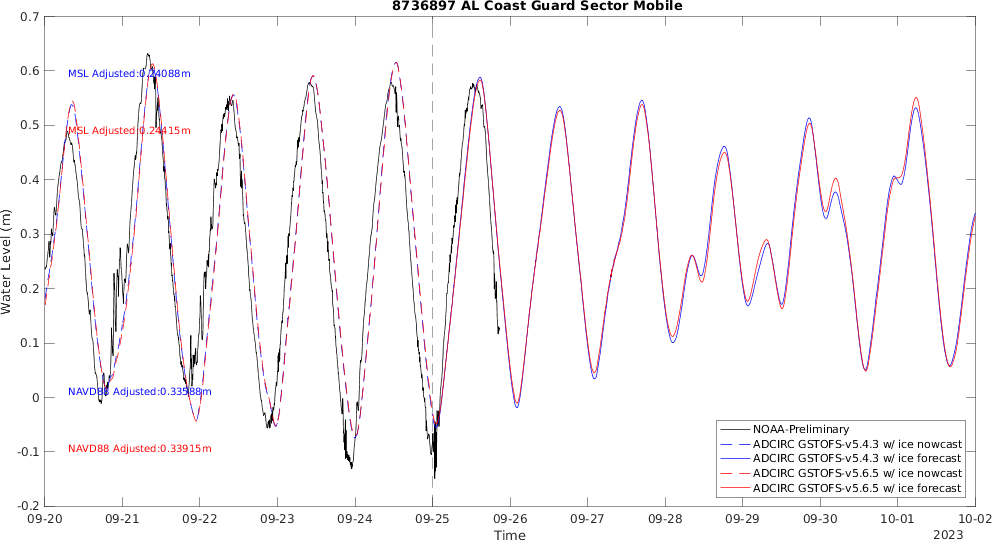 8736897 AL Coast Guard Sector Mobile
0.7
0.6
0.5
0.4
0.3
0.2
0.1
0
-0.1
-0.2
Water Level (m)
MSL Adjusted:0.24088m
MSL Adjusted:0.24415m
NAVD88 Adjusted:0.33588m
NAVD88 Adjusted:0.33915m
NOAA-Preliminary
ADCIRC GSTOFS-v5.4.3 w/ ice nowcast
ADCIRC GSTOFS-v5.4.3 w/ ice forecast
ADCIRC GSTOFS-v5.6.5 w/ ice nowcast
ADCIRC GSTOFS-v5.6.5 w/ ice forecast
09-20 09-21 09-22 09-23 09-24 09-25 09-26 09-27 09-28 09-29 09-30 10-01 10-02
Time
2023